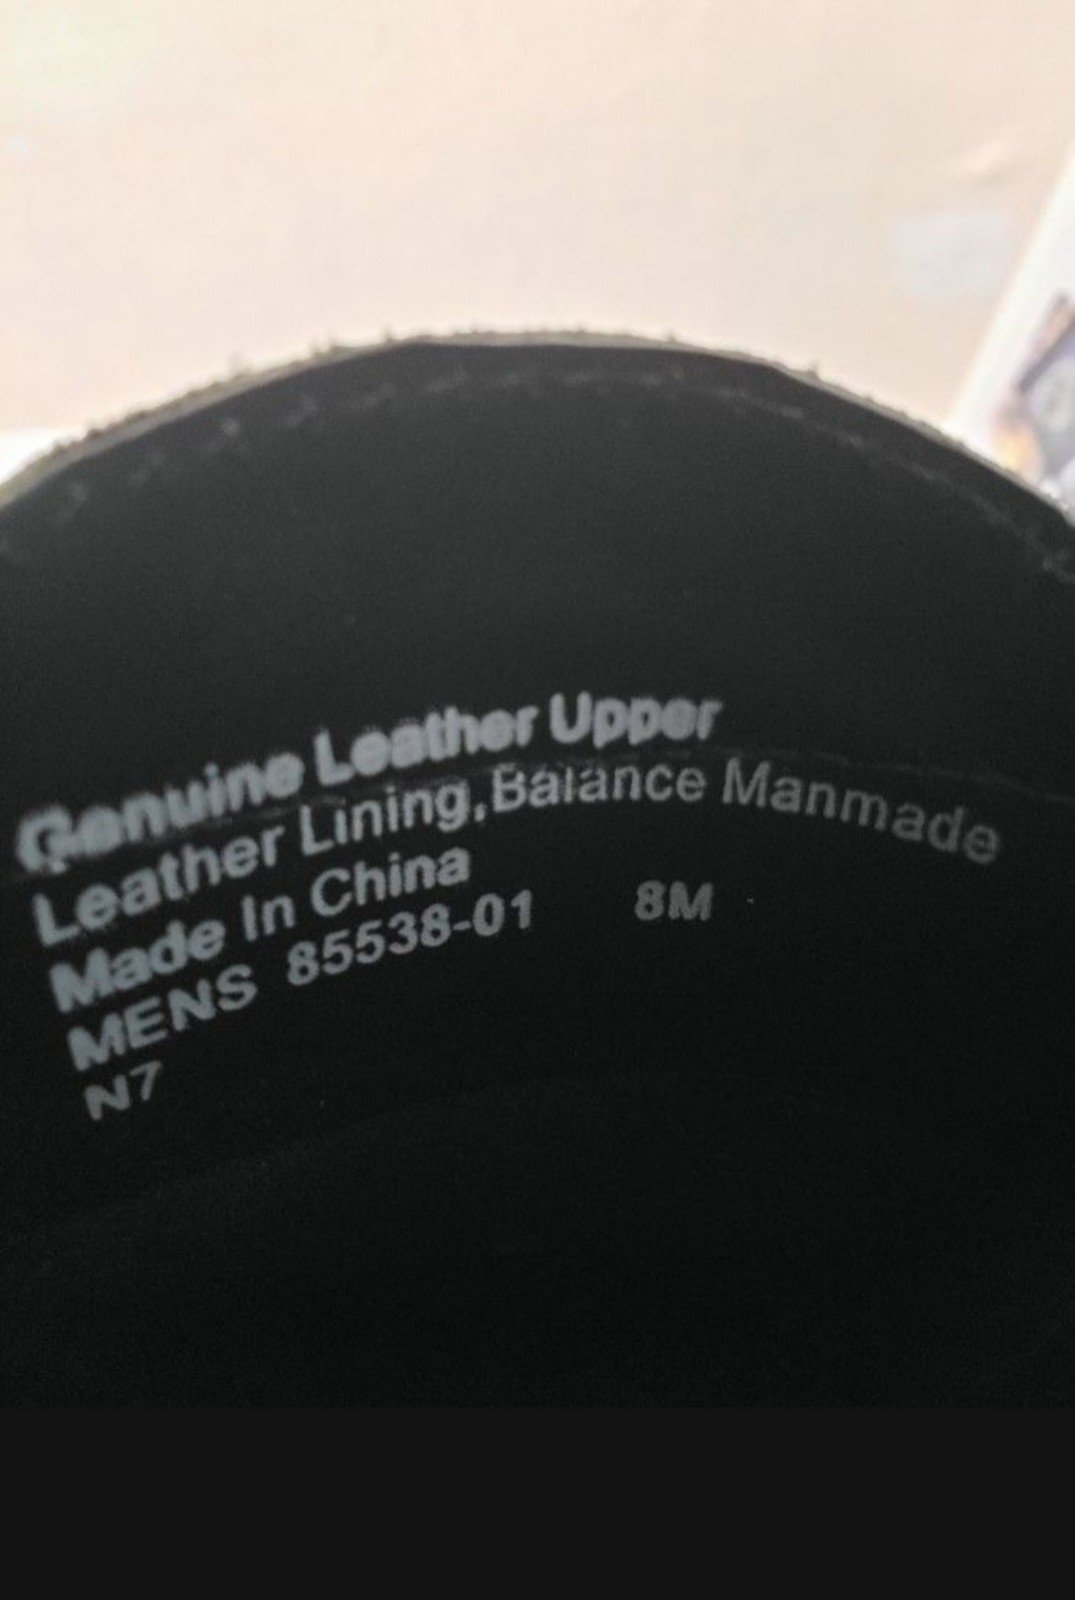 Genuine Leather Upper
Leather Lining,Balance Manmade
Made In China
MENS 85538-01 8M
N7